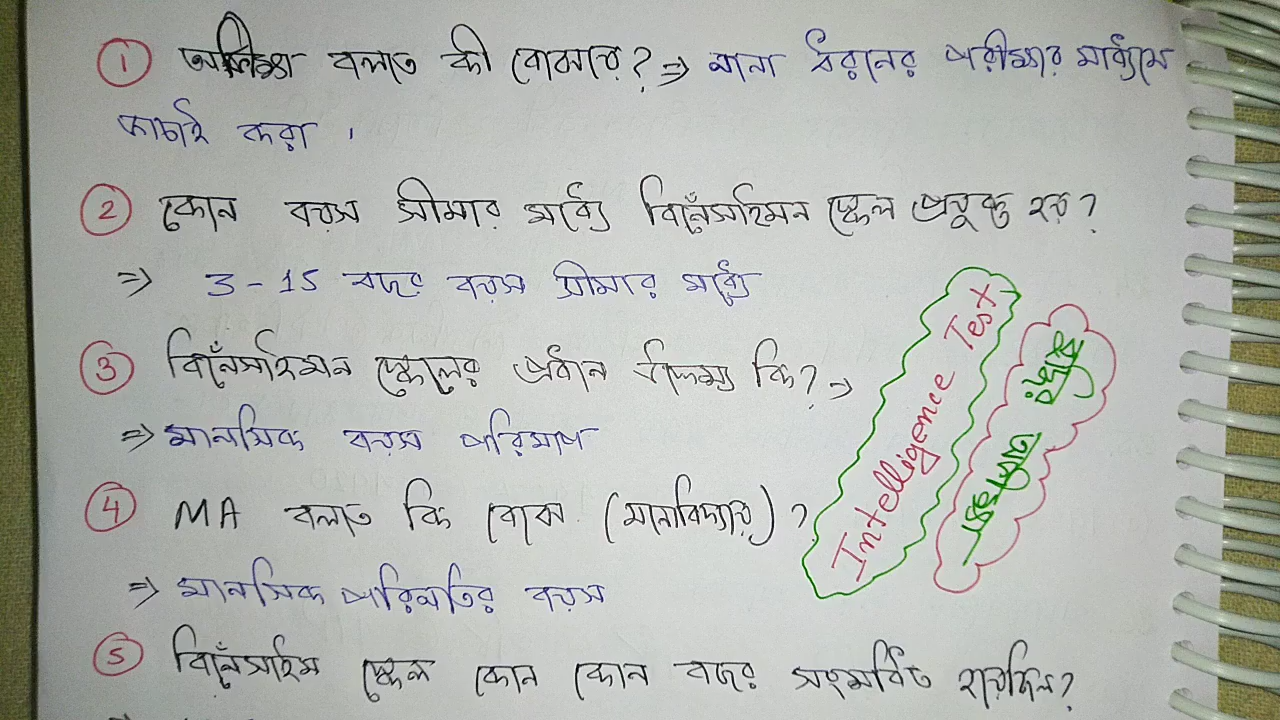 ① অভীক্ষা বলতে কী বোঝায়? ⇒ নানা ধরনের পরীক্ষার মাধ্যমে
যাচাই করা ।
② কোন বয়স সীমার মধ্যে বিনেঁসাইমন স্কেল প্রযুক্ত হয়?
⇒ 3 - 15 বছর বয়স সীমার মধ্যে
③ বিনেঁসাইমন স্কেলের প্রধান বৈশিষ্ট্য কি? ⇒
⇒ মানসিক বয়স পরিমাপ
④ MA বলতে কি বোঝ (মনোবিদ্যায়) ?
⇒ মানসিক পরিণতির বয়স
⑤ বিনেঁসাইম স্কেল কোন কোন বছর সংশোধিত হয়েছিল?
Intelligence Test
বুদ্ধির অভীক্ষা